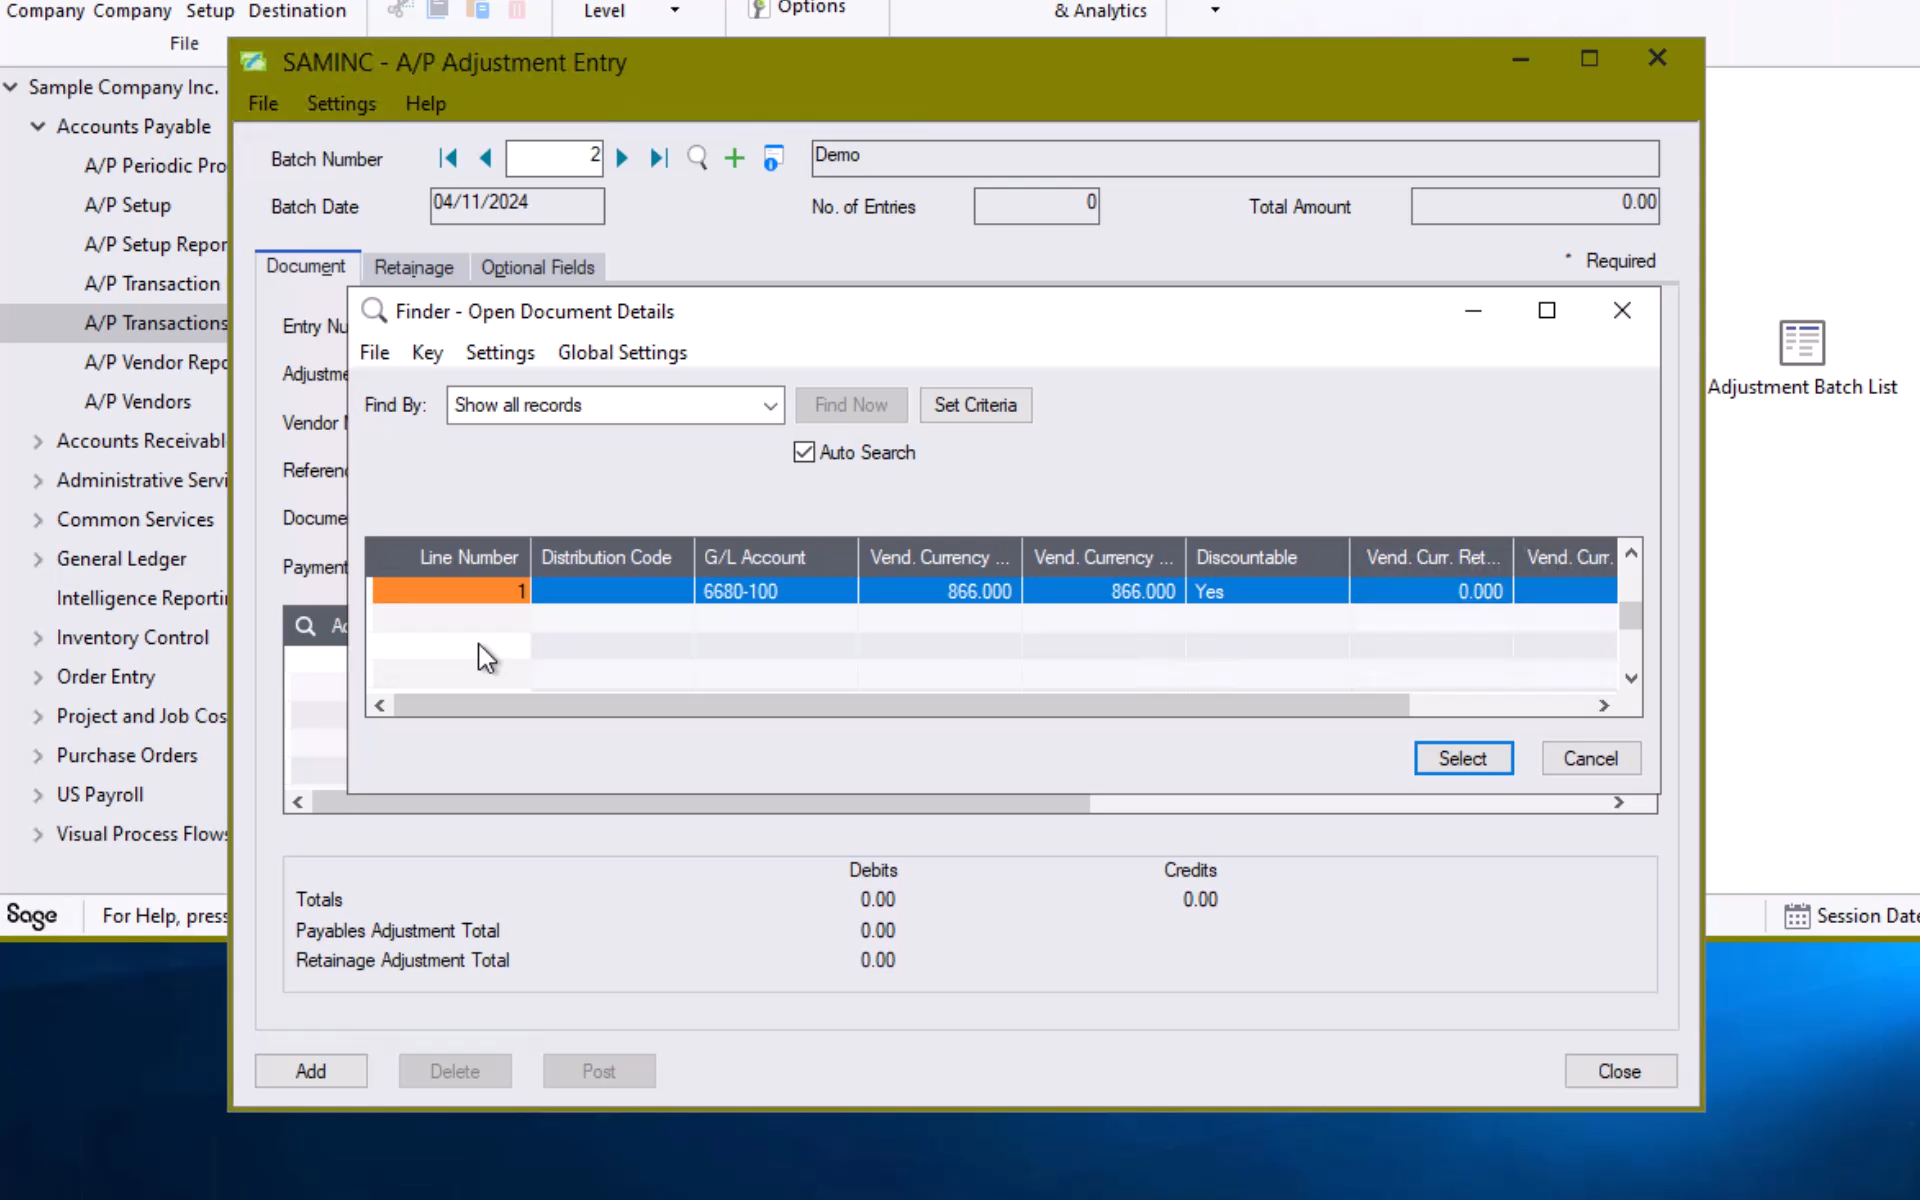 Company Company Setup Destination
Level
Options
& Analytics
File
SAMINC - A/P Adjustment Entry
File Settings Help
Sample Company Inc.
Accounts Payable
A/P Periodic Pro
A/P Setup
A/P Setup Repor
A/P Transaction
A/P Transactions
A/P Vendor Repo
A/P Vendors
Accounts Receivabl
Administrative Servi
Common Services
General Ledger
Intelligence Reportin
Inventory Control
Order Entry
Project and Job Cos
Purchase Orders
US Payroll
Visual Process Flows
Batch Number 2 Demo
Batch Date 04/11/2024 No. of Entries 0 Total Amount 0.00
Document Retainage Optional Fields
* Required
Entry Nu
Adjustme
Vendor
Referenc
Docume
Payment
Finder - Open Document Details
File Key Settings Global Settings
Find By: Show all records Find Now Set Criteria
Auto Search
Line Number Distribution Code G/L Account Vend. Currency ... Vend. Currency ... Discountable Vend. Curr. Ret... Vend. Curr.
1 6680-100 866.000 866.000 Yes 0.000
Select Cancel
Adjustment Batch List
Debits Credits
Totals 0.00 0.00
Payables Adjustment Total 0.00
Retainage Adjustment Total 0.00
Add Delete Post Close
Sage For Help, press
Session Date